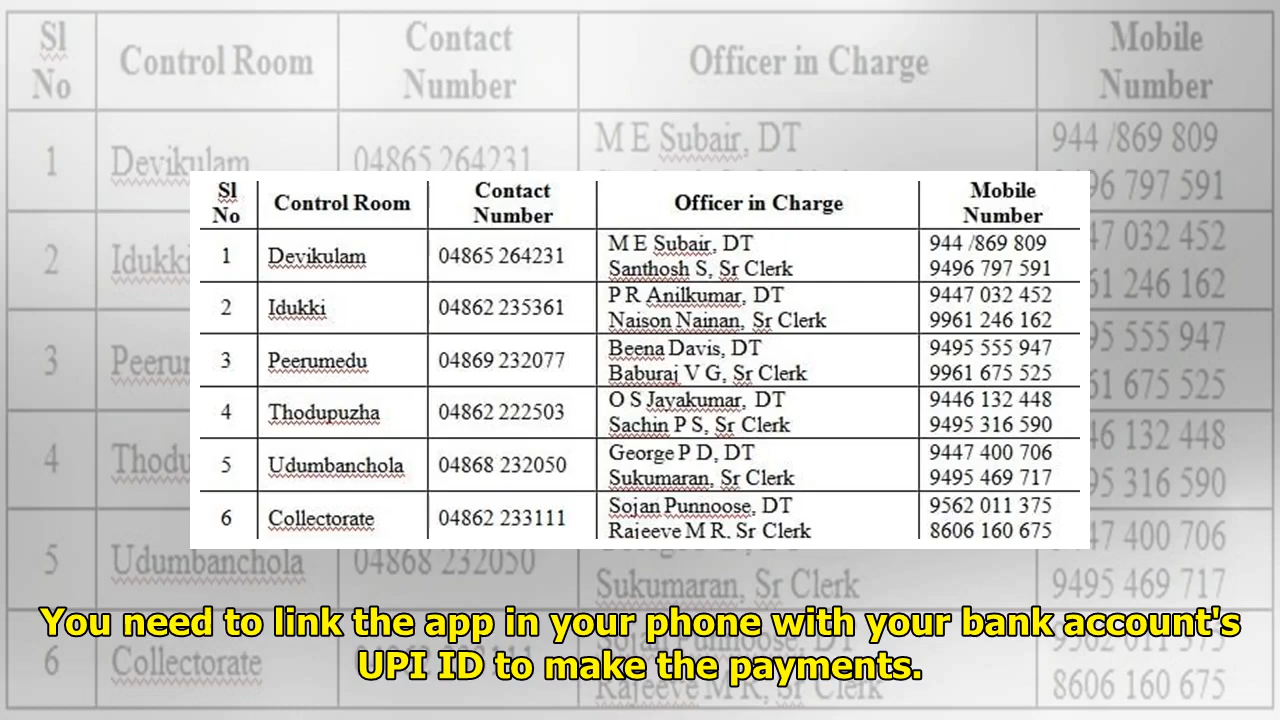 Sl No Control Room Contact Number Officer in Charge Mobile Number
1 Devikulam 04865 264231 M E Subair, DT 944 /869 809
Santhosh S, Sr Clerk 9496 797 591
2 Idukki 04862 235361 P R Anilkumar, DT 9447 032 452
Naison Nainan, Sr Clerk 9961 246 162
3 Peerumedu 04869 232077 Beena Davis, DT 9495 555 947
Baburaj V G, Sr Clerk 9961 675 525
4 Thodupuzha 04862 222503 O S Jayakumar, DT 9446 132 448
Sachin P S, Sr Clerk 9495 316 590
5 Udumbanchola 04868 232050 George P D, DT 9447 400 706
Sukumaran, Sr Clerk 9495 469 717
6 Collectorate 04862 233111 Sojan Punnoose, DT 9562 011 375
Rajeeve M R, Sr Clerk 8606 160 675
You need to link the app in your phone with your bank account's
UPI ID to make the payments.